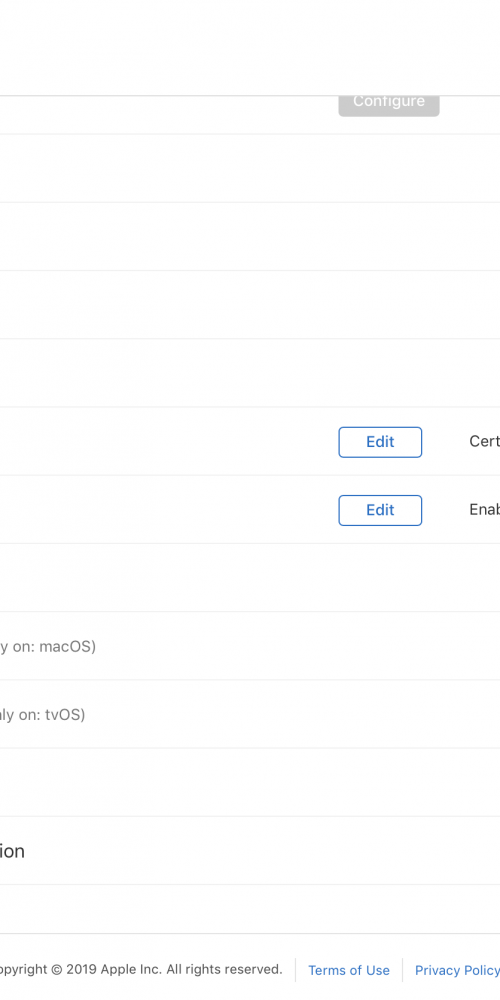 Configure
Edit Cert
Edit Enab
y on: macOS)
ly on: tvOS)
ion
opyright © 2019 Apple Inc. All rights reserved. Terms of Use Privacy Policy